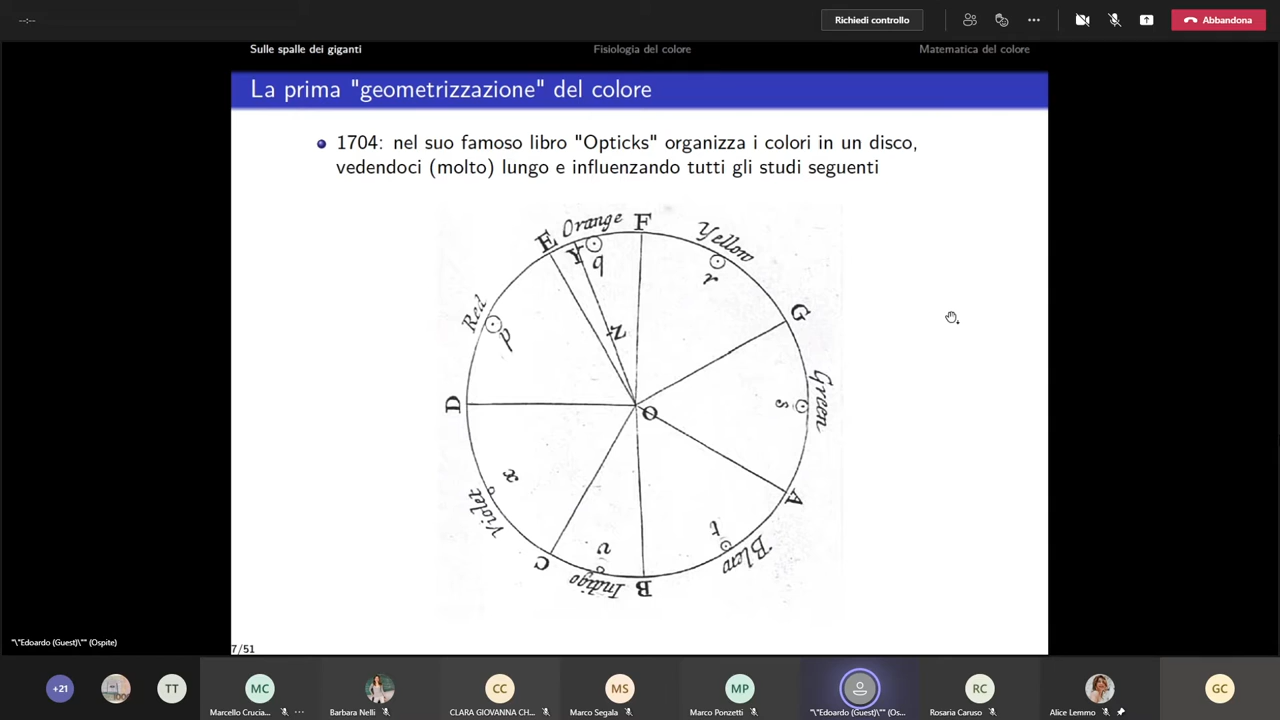 --:--
Richiedi controllo
Abbandona
Sulle spalle dei giganti
Fisiologia del colore
Matematica del colore
La prima "geometrizzazione" del colore
1704: nel suo famoso libro "Opticks" organizza i colori in un disco,
vedendoci (molto) lungo e influenzando tutti gli studi seguenti
E Orange F
Yellow
Y q
r
Red
p
G
Z
D
O
Green
s
x
Violet
A
t
Blew
v
C
Indigo
B
"\"Edoardo (Guest)\"" (Ospite)
7/51
+21
TT
MC
CC
MS
MP
RC
GC
Marcello Crucia...
Barbara Nelli
CLARA GIOVANNA CH...
Marco Segala
Marco Ponzetti
"\"Edoardo (Guest)\"" (Os...
Rosaria Caruso
Alice Lemmo